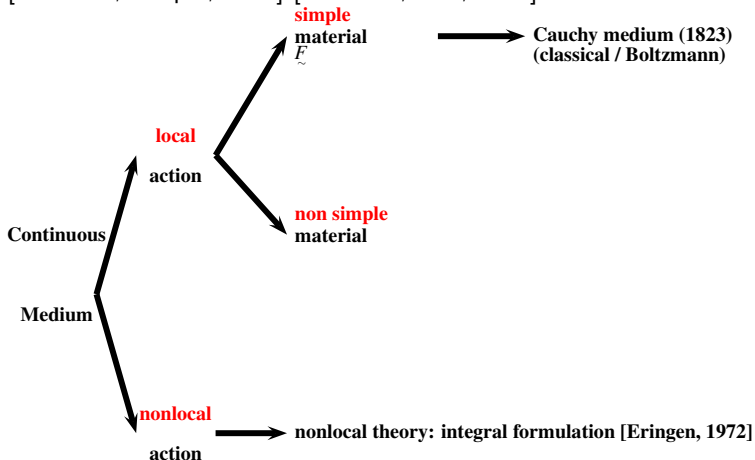 simple
material
F
~
Cauchy medium (1823)
(classical / Boltzmann)
local
action
non simple
material
Continuous
Medium
nonlocal
action
nonlocal theory: integral formulation [Eringen, 1972]